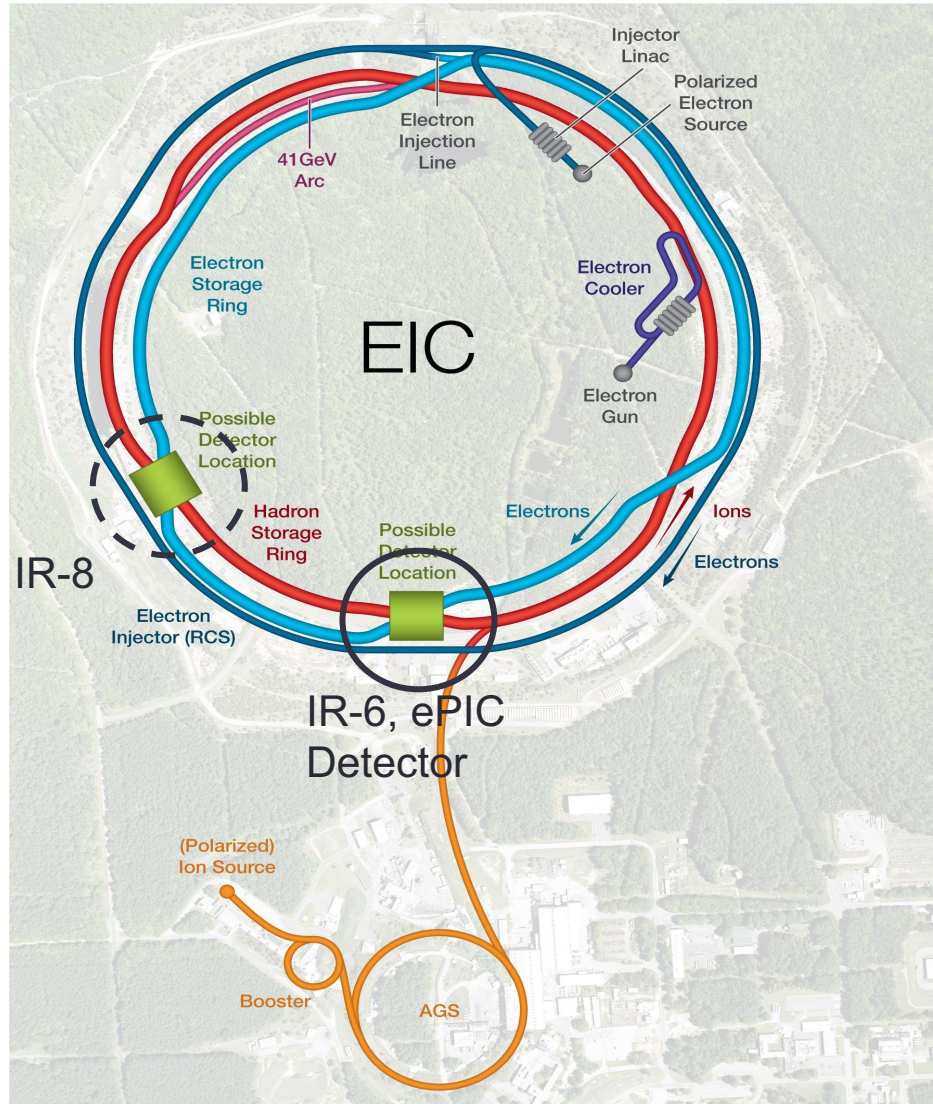 Injector
Linac
Polarized
Electron
Source
Electron
Injection
Line
41GeV
Arc
Electron
Storage
Ring
Electron
Cooler
EIC
Electron
Gun
Possible
Detector
Location
Hadron
Storage
Ring
Electrons
Ions
Possible
Detector
Location
Electrons
IR-8
Electron
Injector (RCS)
IR-6, ePIC
Detector
(Polarized)
Ion Source
Booster
AGS